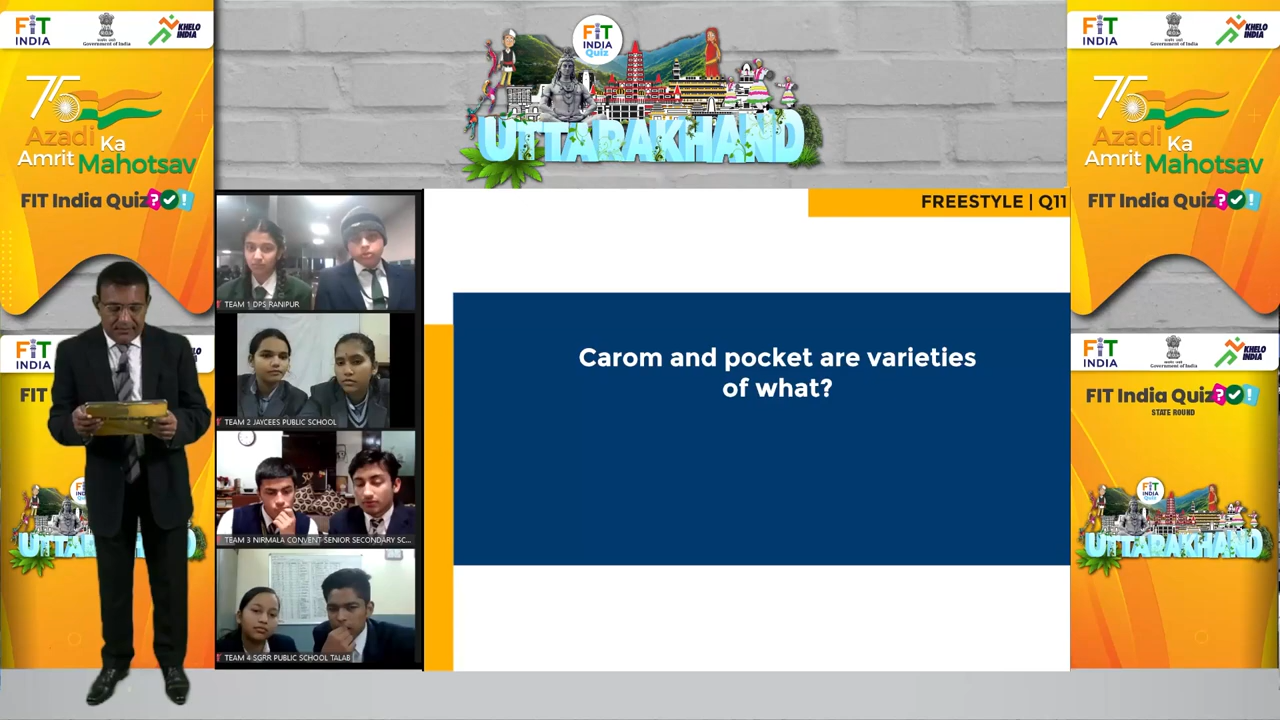 FiT
INDIA
Government of India
KHELO
INDIA
75
Azadi
Ka
Amrit
Mahotsav
FIT India Quiz?!
FiT
INDIA
Quiz
UTTARAKHAND
FiT
INDIA
Government of India
KHELO
INDIA
75
Azadi
Ka
Amrit
Mahotsav
FIT India Quiz?!
FREESTYLE | Q11
Carom and pocket are varieties
of what?
TEAM 1 DPS RANIPUR
TEAM 2 JAYCEES PUBLIC SCHOOL
TEAM 3 NIRMALA CONVENT SENIOR SECONDARY SC...
TEAM 4 SGRR PUBLIC SCHOOL TALAB
FiT
INDIA
FIT
UTTARAKHAND
FiT
INDIA
Government of India
KHELO
INDIA
FIT India Quiz?!
STATE ROUND
FiT
INDIA
Quiz
UTTARAKHAND